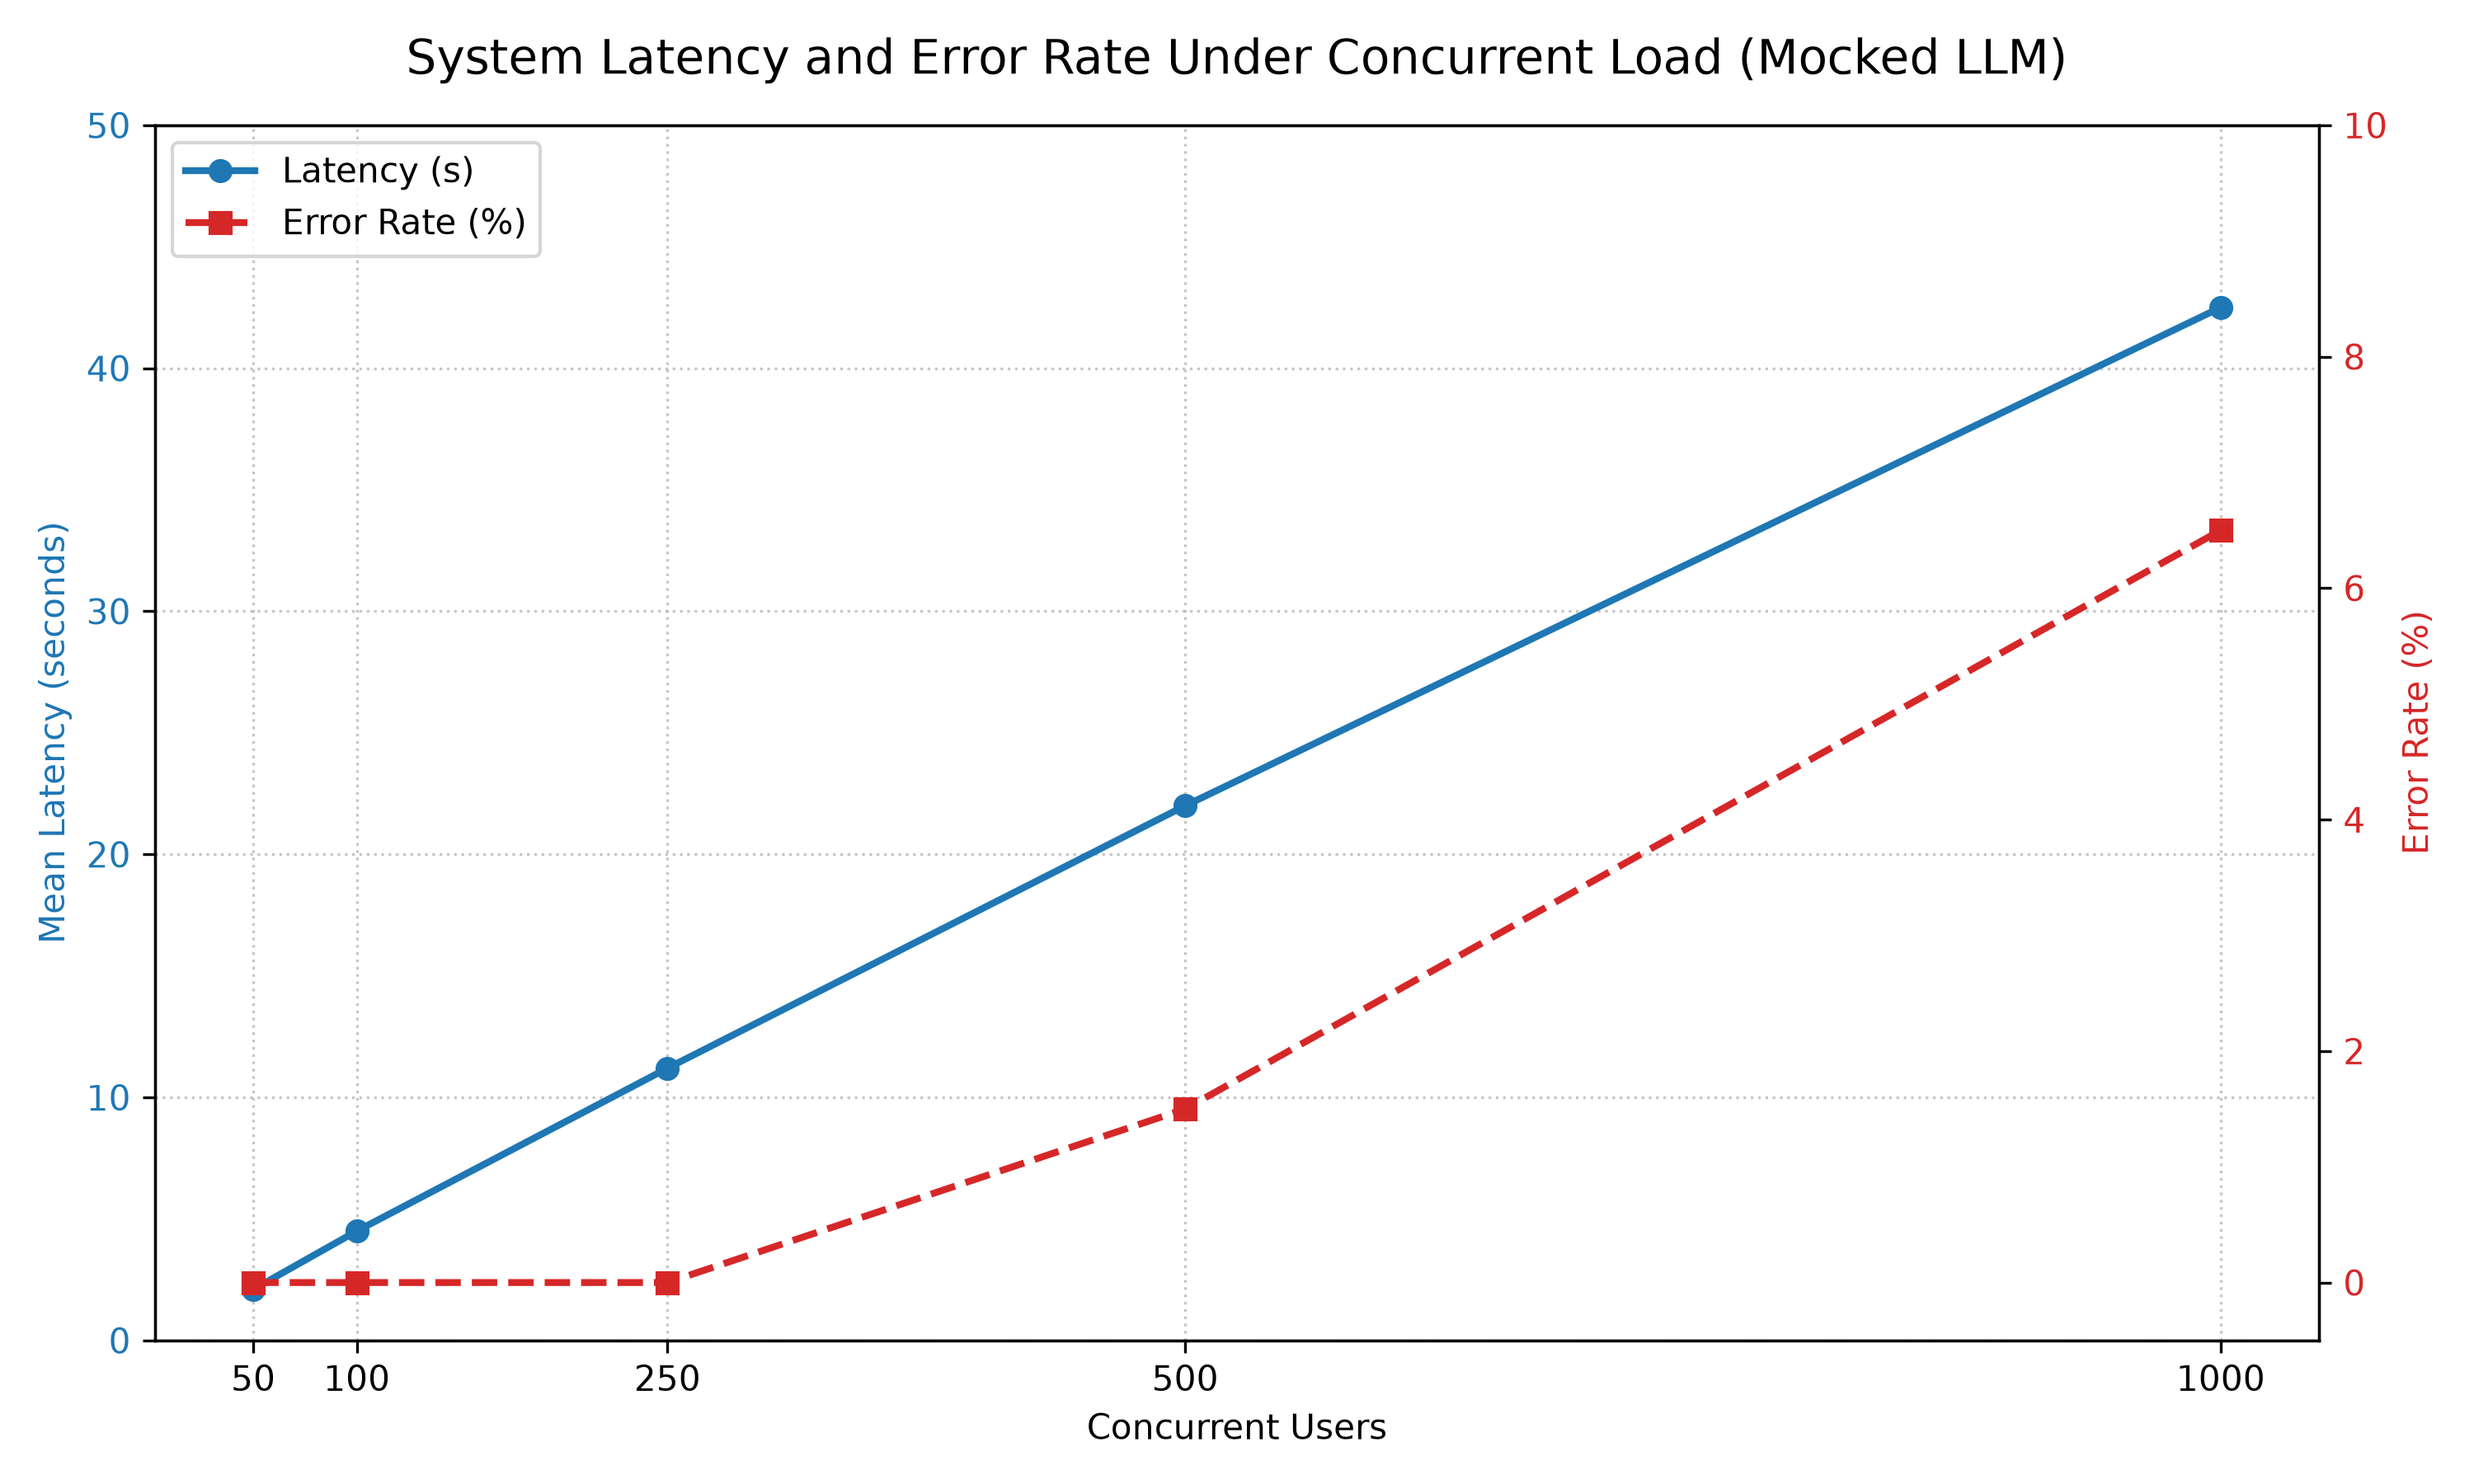 System Latency and Error Rate Under Concurrent Load (Mocked LLM)
Latency (s)
Error Rate (%)
Mean Latency (seconds)
50
40
30
20
10
0
10
8
6
4
2
0
Error Rate (%)
50 100 250 500 1000
Concurrent Users